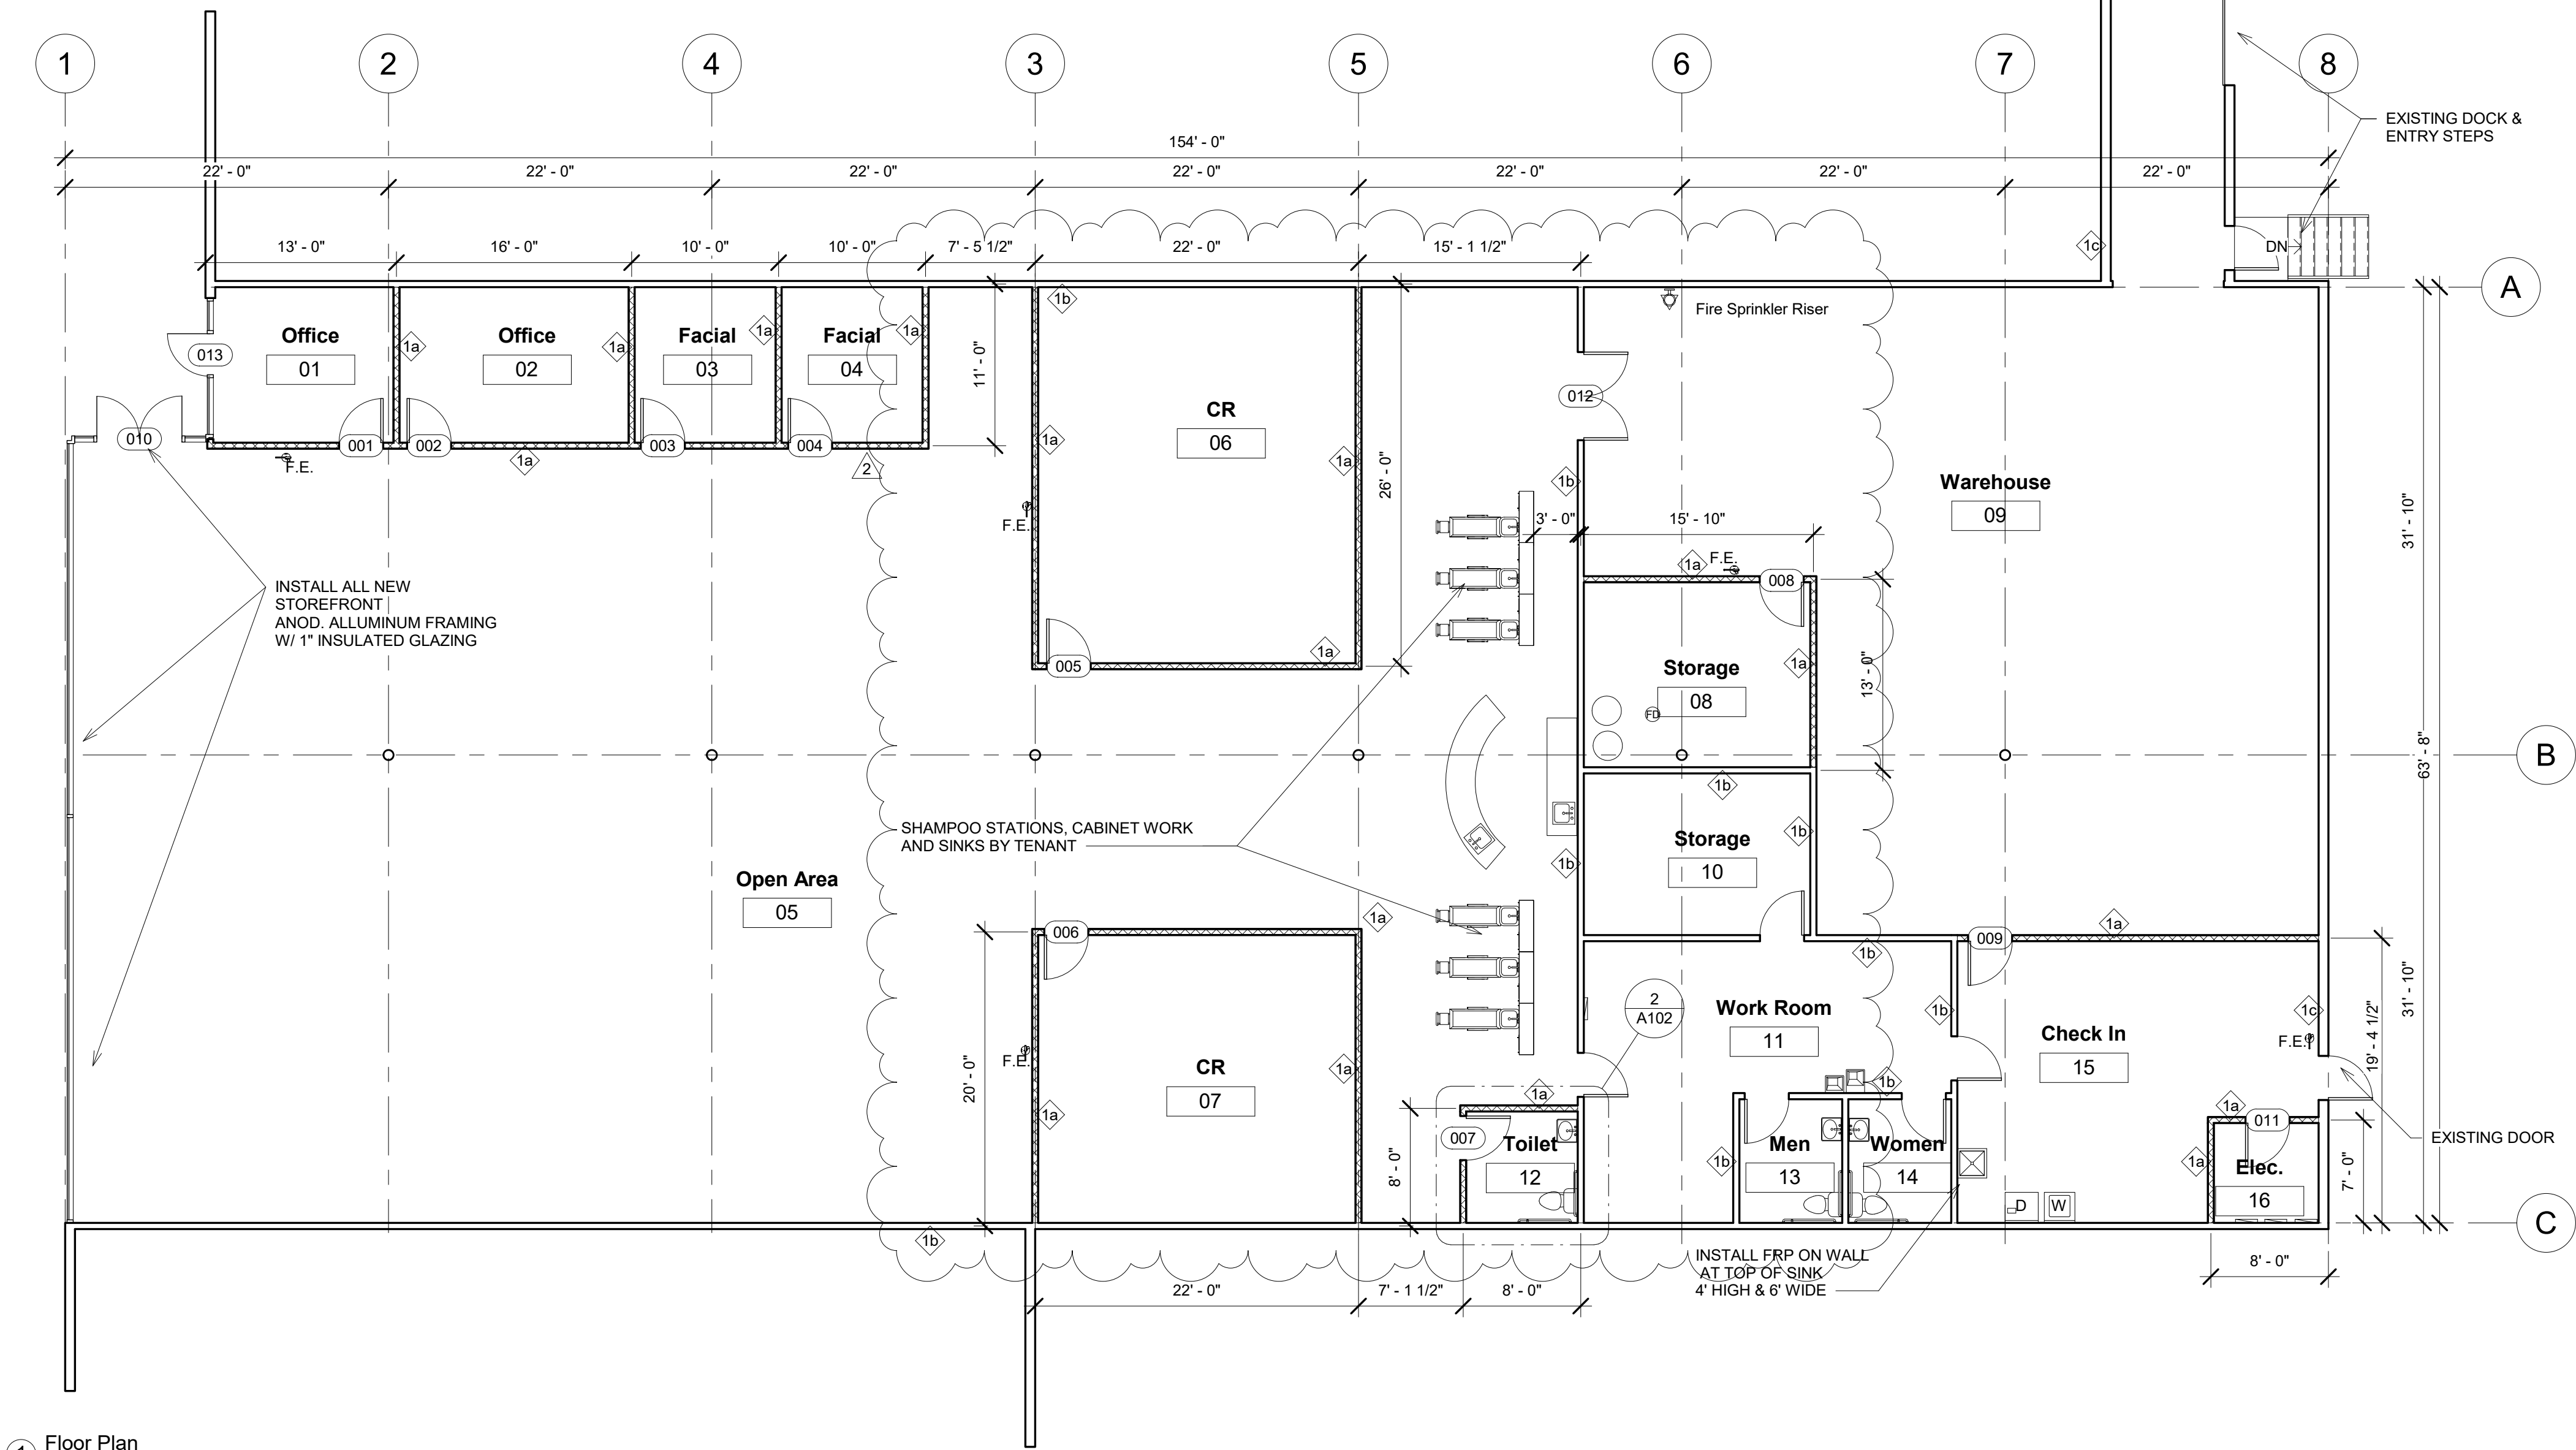 1
2
4
3
5
6
7
8
EXISTING DOCK &
ENTRY STEPS
154' - 0"
22' - 0"
22' - 0"
22' - 0"
22' - 0"
22' - 0"
22' - 0"
22' - 0"
13' - 0"
16' - 0"
10' - 0"
10' - 0"
7' - 5 1/2"
22' - 0"
15' - 1 1/2"
1c
DN
A
1b
Fire Sprinkler Riser
Office
01
013
1a
Office
02
1a
Facial
03
1a
Facial
04
1a
11' - 0"
010
001
002
003
004
F.E.
1a
2
CR
06
1a
1a
26' - 0"
012
1b
F.E.
Warehouse
09
31' - 10"
3' - 0"
15' - 10"
1a
F.E.
008
INSTALL ALL NEW
STOREFRONT
ANOD. ALLUMINUM FRAMING
W/ 1" INSULATED GLAZING
005
1a
Storage
08
FD
1a
13' - 0"
63' - 8"
B
1b
SHAMPOO STATIONS, CABINET WORK
AND SINKS BY TENANT
Storage
10
1b
1b
Open Area
05
006
1a
1a
009
1b
2
A102
Work Room
11
1b
Check In
15
1c
F.E.
19' - 4 1/2"
31' - 10"
F.E.
20' - 0"
CR
07
1a
1a
1a
1b
1a
011
EXISTING DOOR
007
Toilet
12
8' - 0"
1b
Men
13
Women
14
1a
Elec.
16
7' - 0"
D
W
C
1b
INSTALL FRP ON WALL
AT TOP OF SINK
4' HIGH & 6' WIDE
8' - 0"
22' - 0"
7' - 1 1/2"
8' - 0"
1
Floor Plan